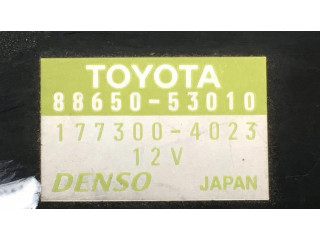 TOYOTA
88650-53010
177300-4023
12V
DENSO JAPAN